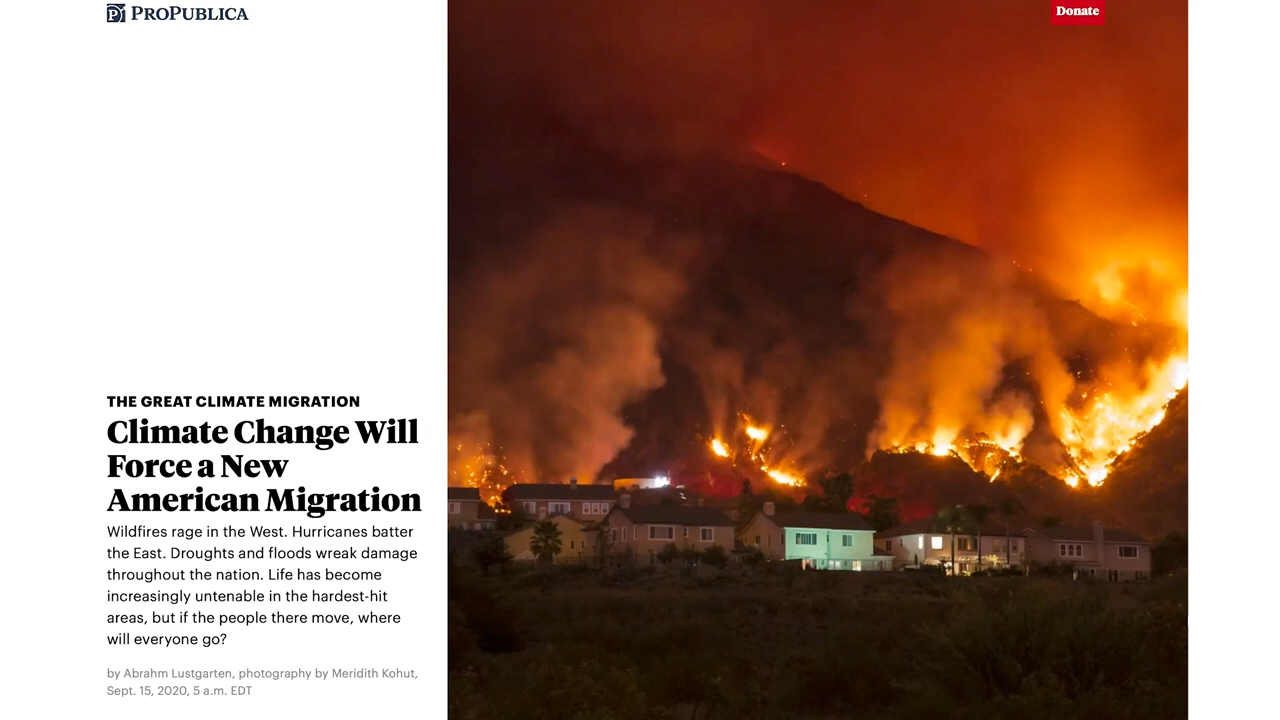 PROPUBLICA
Donate
THE GREAT CLIMATE MIGRATION
Climate Change Will
Force a New
American Migration
Wildfires rage in the West. Hurricanes batter
the East. Droughts and floods wreak damage
throughout the nation. Life has become
increasingly untenable in the hardest-hit
areas, but if the people there move, where
will everyone go?
by Abrahm Lustgarten, photography by Meridith Kohut,
Sept. 15, 2020, 5 a.m. EDT